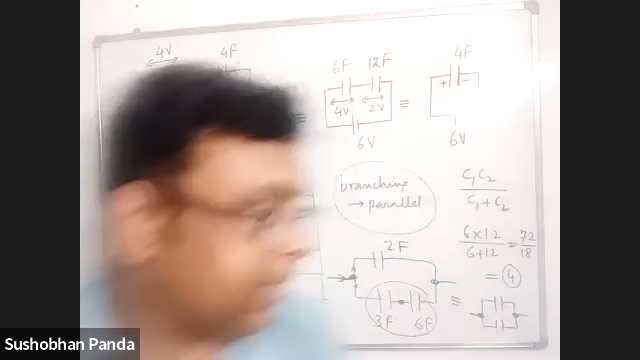 4V
4F
6F 12F
4V 2V
6V
4F
+ -
6V
branching
→ parallel
C₁C₂
C₁+C₂
6×12 = 72
6+12 18
= 4
2F
3F 6F
≡
Sushobhan Panda